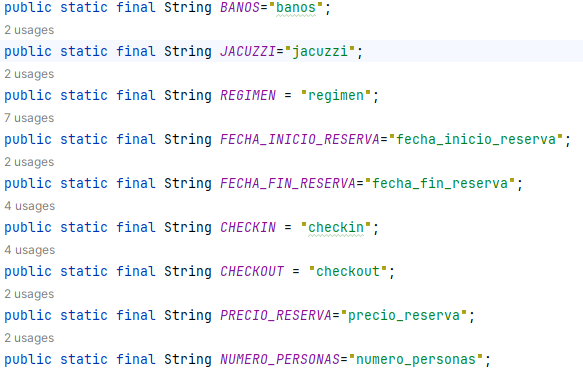 public static final String BANOS="banos";
2 usages
public static final String JACUZZI="jacuzzi";
2 usages
public static final String REGIMEN = "regimen";
7 usages
public static final String FECHA_INICIO_RESERVA="fecha_inicio_reserva";
2 usages
public static final String FECHA_FIN_RESERVA="fecha_fin_reserva";
4 usages
public static final String CHECKIN = "checkin";
4 usages
public static final String CHECKOUT = "checkout";
2 usages
public static final String PRECIO_RESERVA="precio_reserva";
2 usages
public static final String NUMERO_PERSONAS="numero_personas";